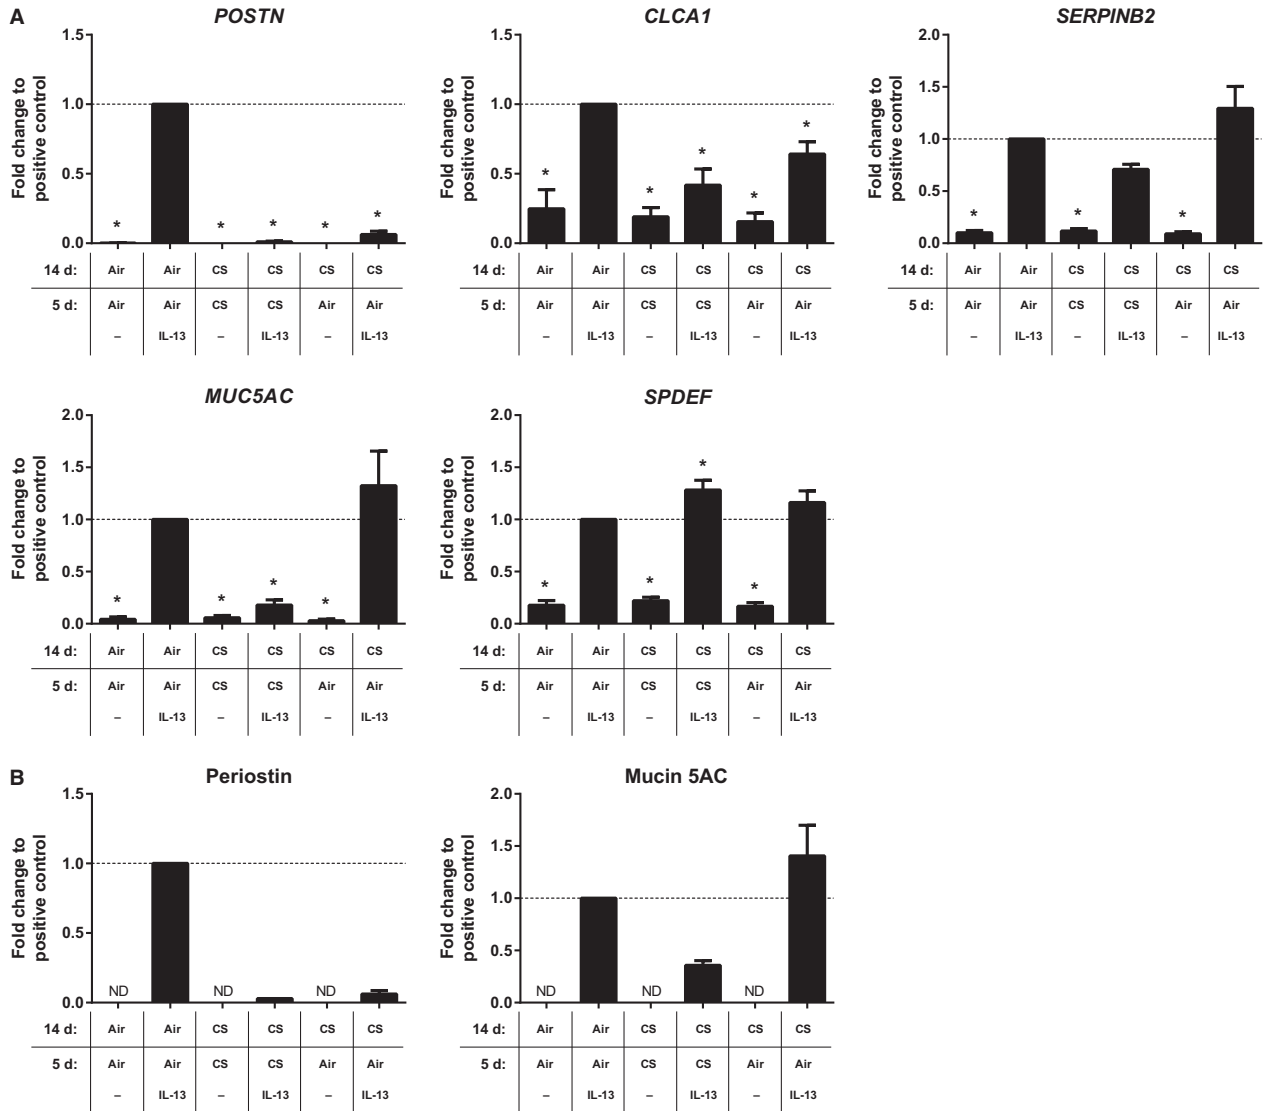 A
POSTN
CLCA1
SERPINB2
Fold change to
positive control
1.5
1.0
0.5
0.0
* * * * *
14 d: Air Air CS CS CS CS
5 d: Air Air CS CS Air Air
– IL-13 – IL-13 – IL-13
Fold change to
positive control
1.5
1.0
0.5
0.0
* * * * *
14 d: Air Air CS CS CS CS
5 d: Air Air CS CS Air Air
– IL-13 – IL-13 – IL-13
Fold change to
positive control
2.0
1.5
1.0
0.5
0.0
* * *
14 d: Air Air CS CS CS CS
5 d: Air Air CS CS Air Air
– IL-13 – IL-13 – IL-13
MUC5AC
SPDEF
Fold change to
positive control
2.0
1.5
1.0
0.5
0.0
* * * *
14 d: Air Air CS CS CS CS
5 d: Air Air CS CS Air Air
– IL-13 – IL-13 – IL-13
Fold change to
positive control
2.0
1.5
1.0
0.5
0.0
* * * *
14 d: Air Air CS CS CS CS
5 d: Air Air CS CS Air Air
– IL-13 – IL-13 – IL-13
B
Periostin
Mucin 5AC
Fold change to
positive control
1.5
1.0
0.5
0.0
ND ND ND
14 d: Air Air CS CS CS CS
5 d: Air Air CS CS Air Air
– IL-13 – IL-13 – IL-13
Fold change to
positive control
2.0
1.5
1.0
0.5
0.0
ND ND ND
14 d: Air Air CS CS CS CS
5 d: Air Air CS CS Air Air
– IL-13 – IL-13 – IL-13